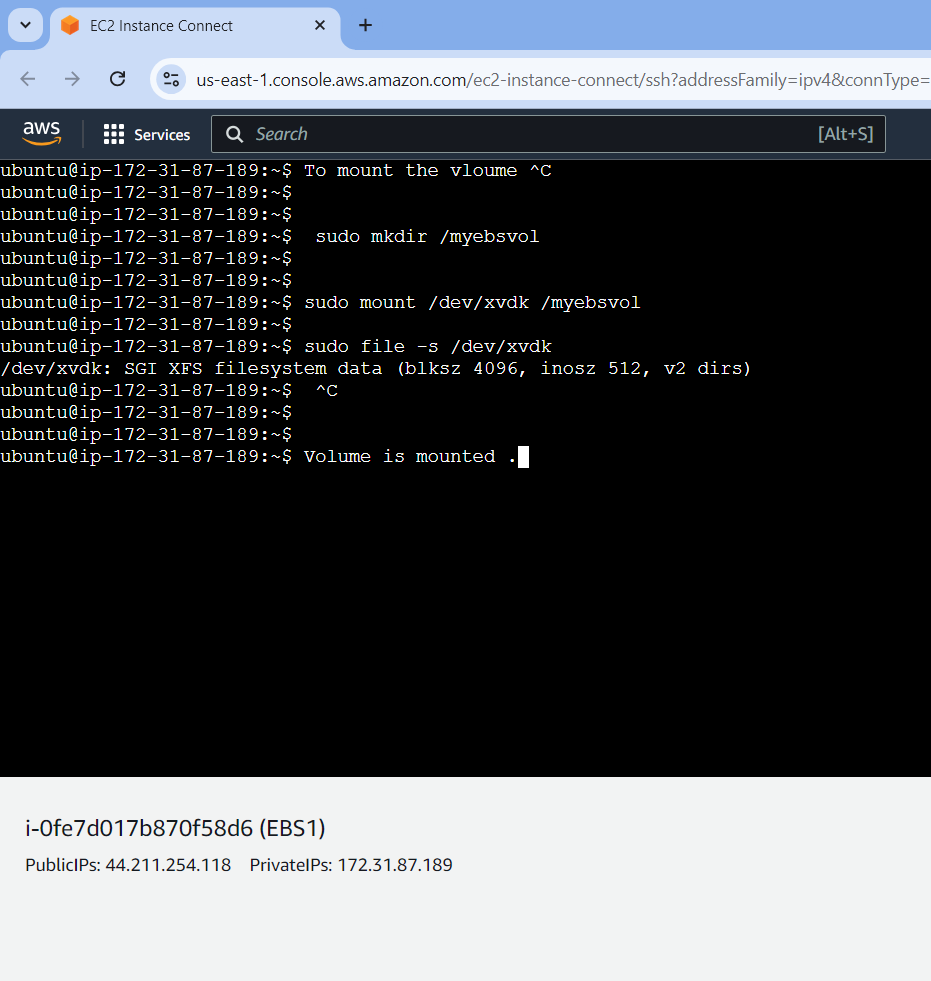 EC2 Instance Connect
us-east-1.console.aws.amazon.com/ec2-instance-connect/ssh?addressFamily=ipv4&connType=
aws Services Search [Alt+S]
ubuntu@ip-172-31-87-189:~$ To mount the vloume ^C
ubuntu@ip-172-31-87-189:~$
ubuntu@ip-172-31-87-189:~$
ubuntu@ip-172-31-87-189:~$  sudo mkdir /myebsvol
ubuntu@ip-172-31-87-189:~$
ubuntu@ip-172-31-87-189:~$
ubuntu@ip-172-31-87-189:~$ sudo mount /dev/xvdk /myebsvol
ubuntu@ip-172-31-87-189:~$
ubuntu@ip-172-31-87-189:~$ sudo file -s /dev/xvdk
/dev/xvdk: SGI XFS filesystem data (blksz 4096, inosz 512, v2 dirs)
ubuntu@ip-172-31-87-189:~$  ^C
ubuntu@ip-172-31-87-189:~$
ubuntu@ip-172-31-87-189:~$
ubuntu@ip-172-31-87-189:~$ Volume is mounted .
i-0fe7d017b870f58d6 (EBS1)
PublicIPs: 44.211.254.118 PrivateIPs: 172.31.87.189